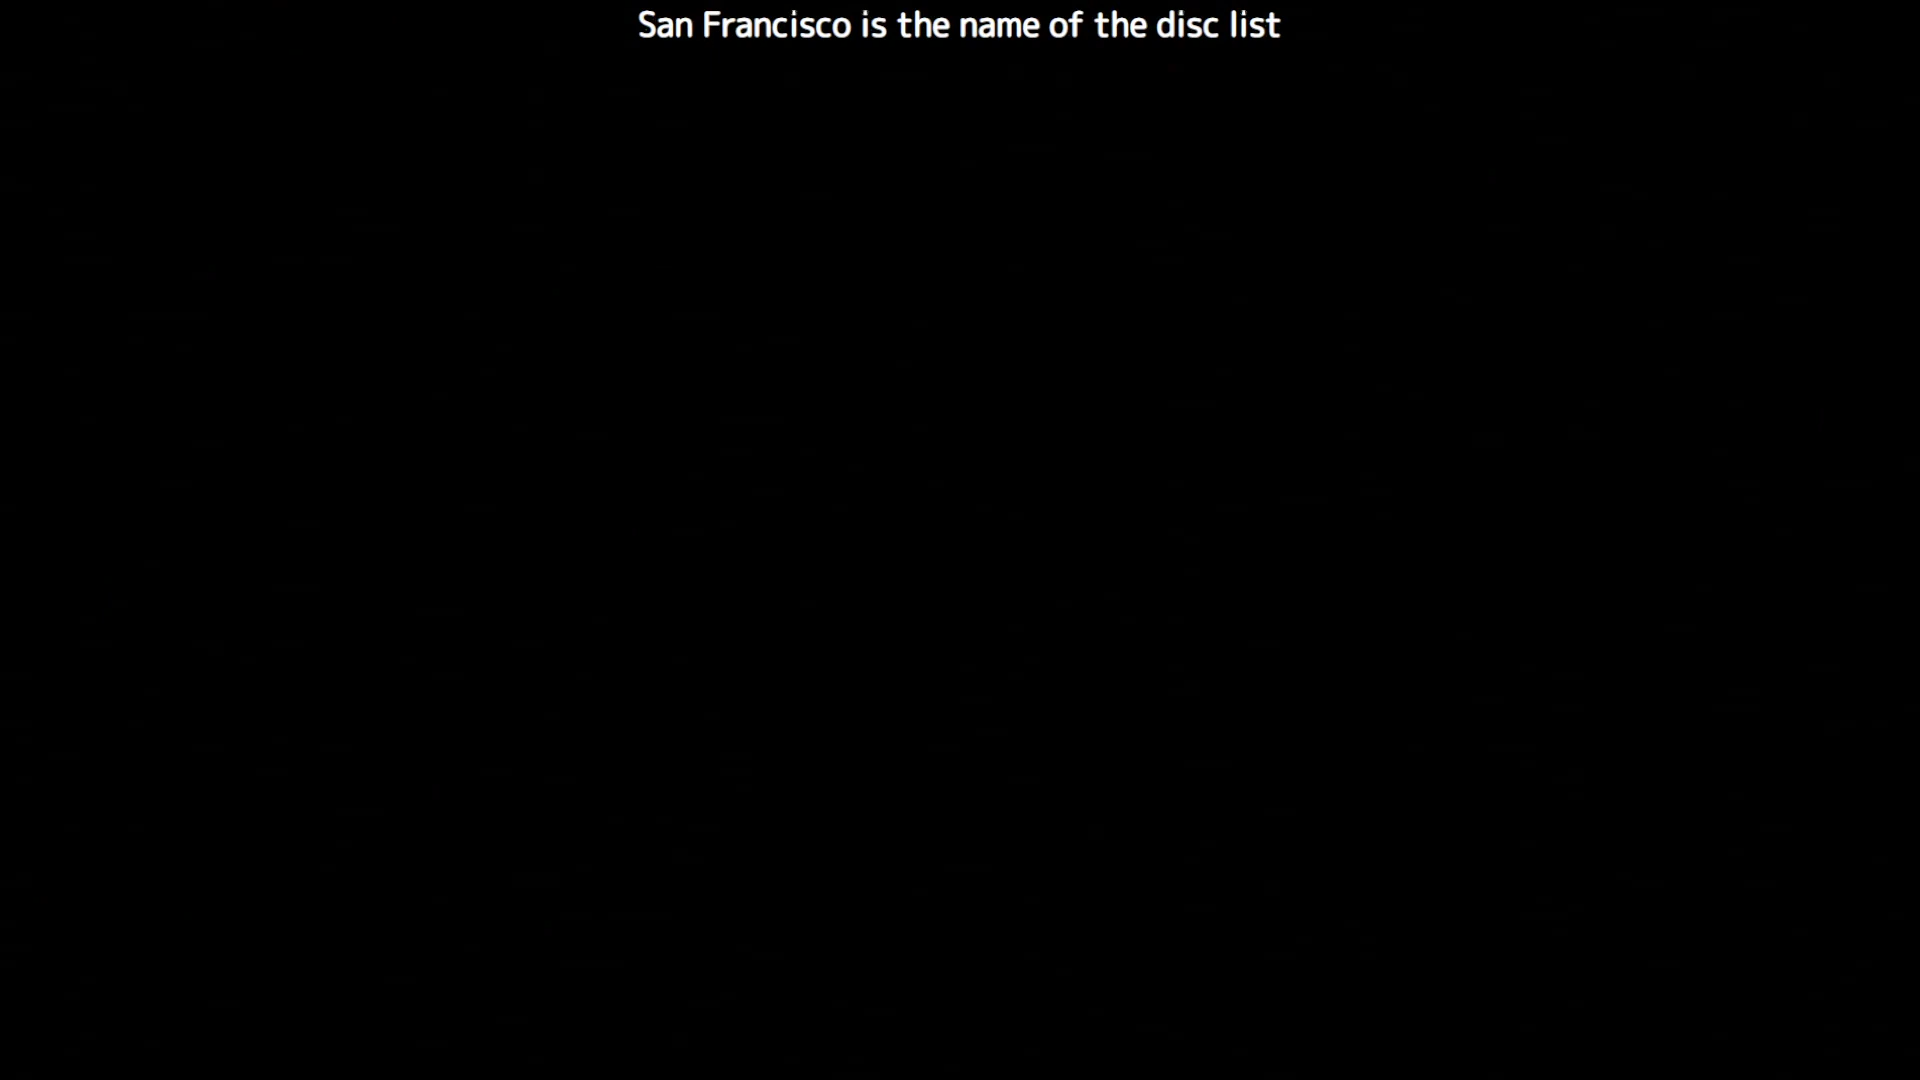 San Francisco is the name of the disc list